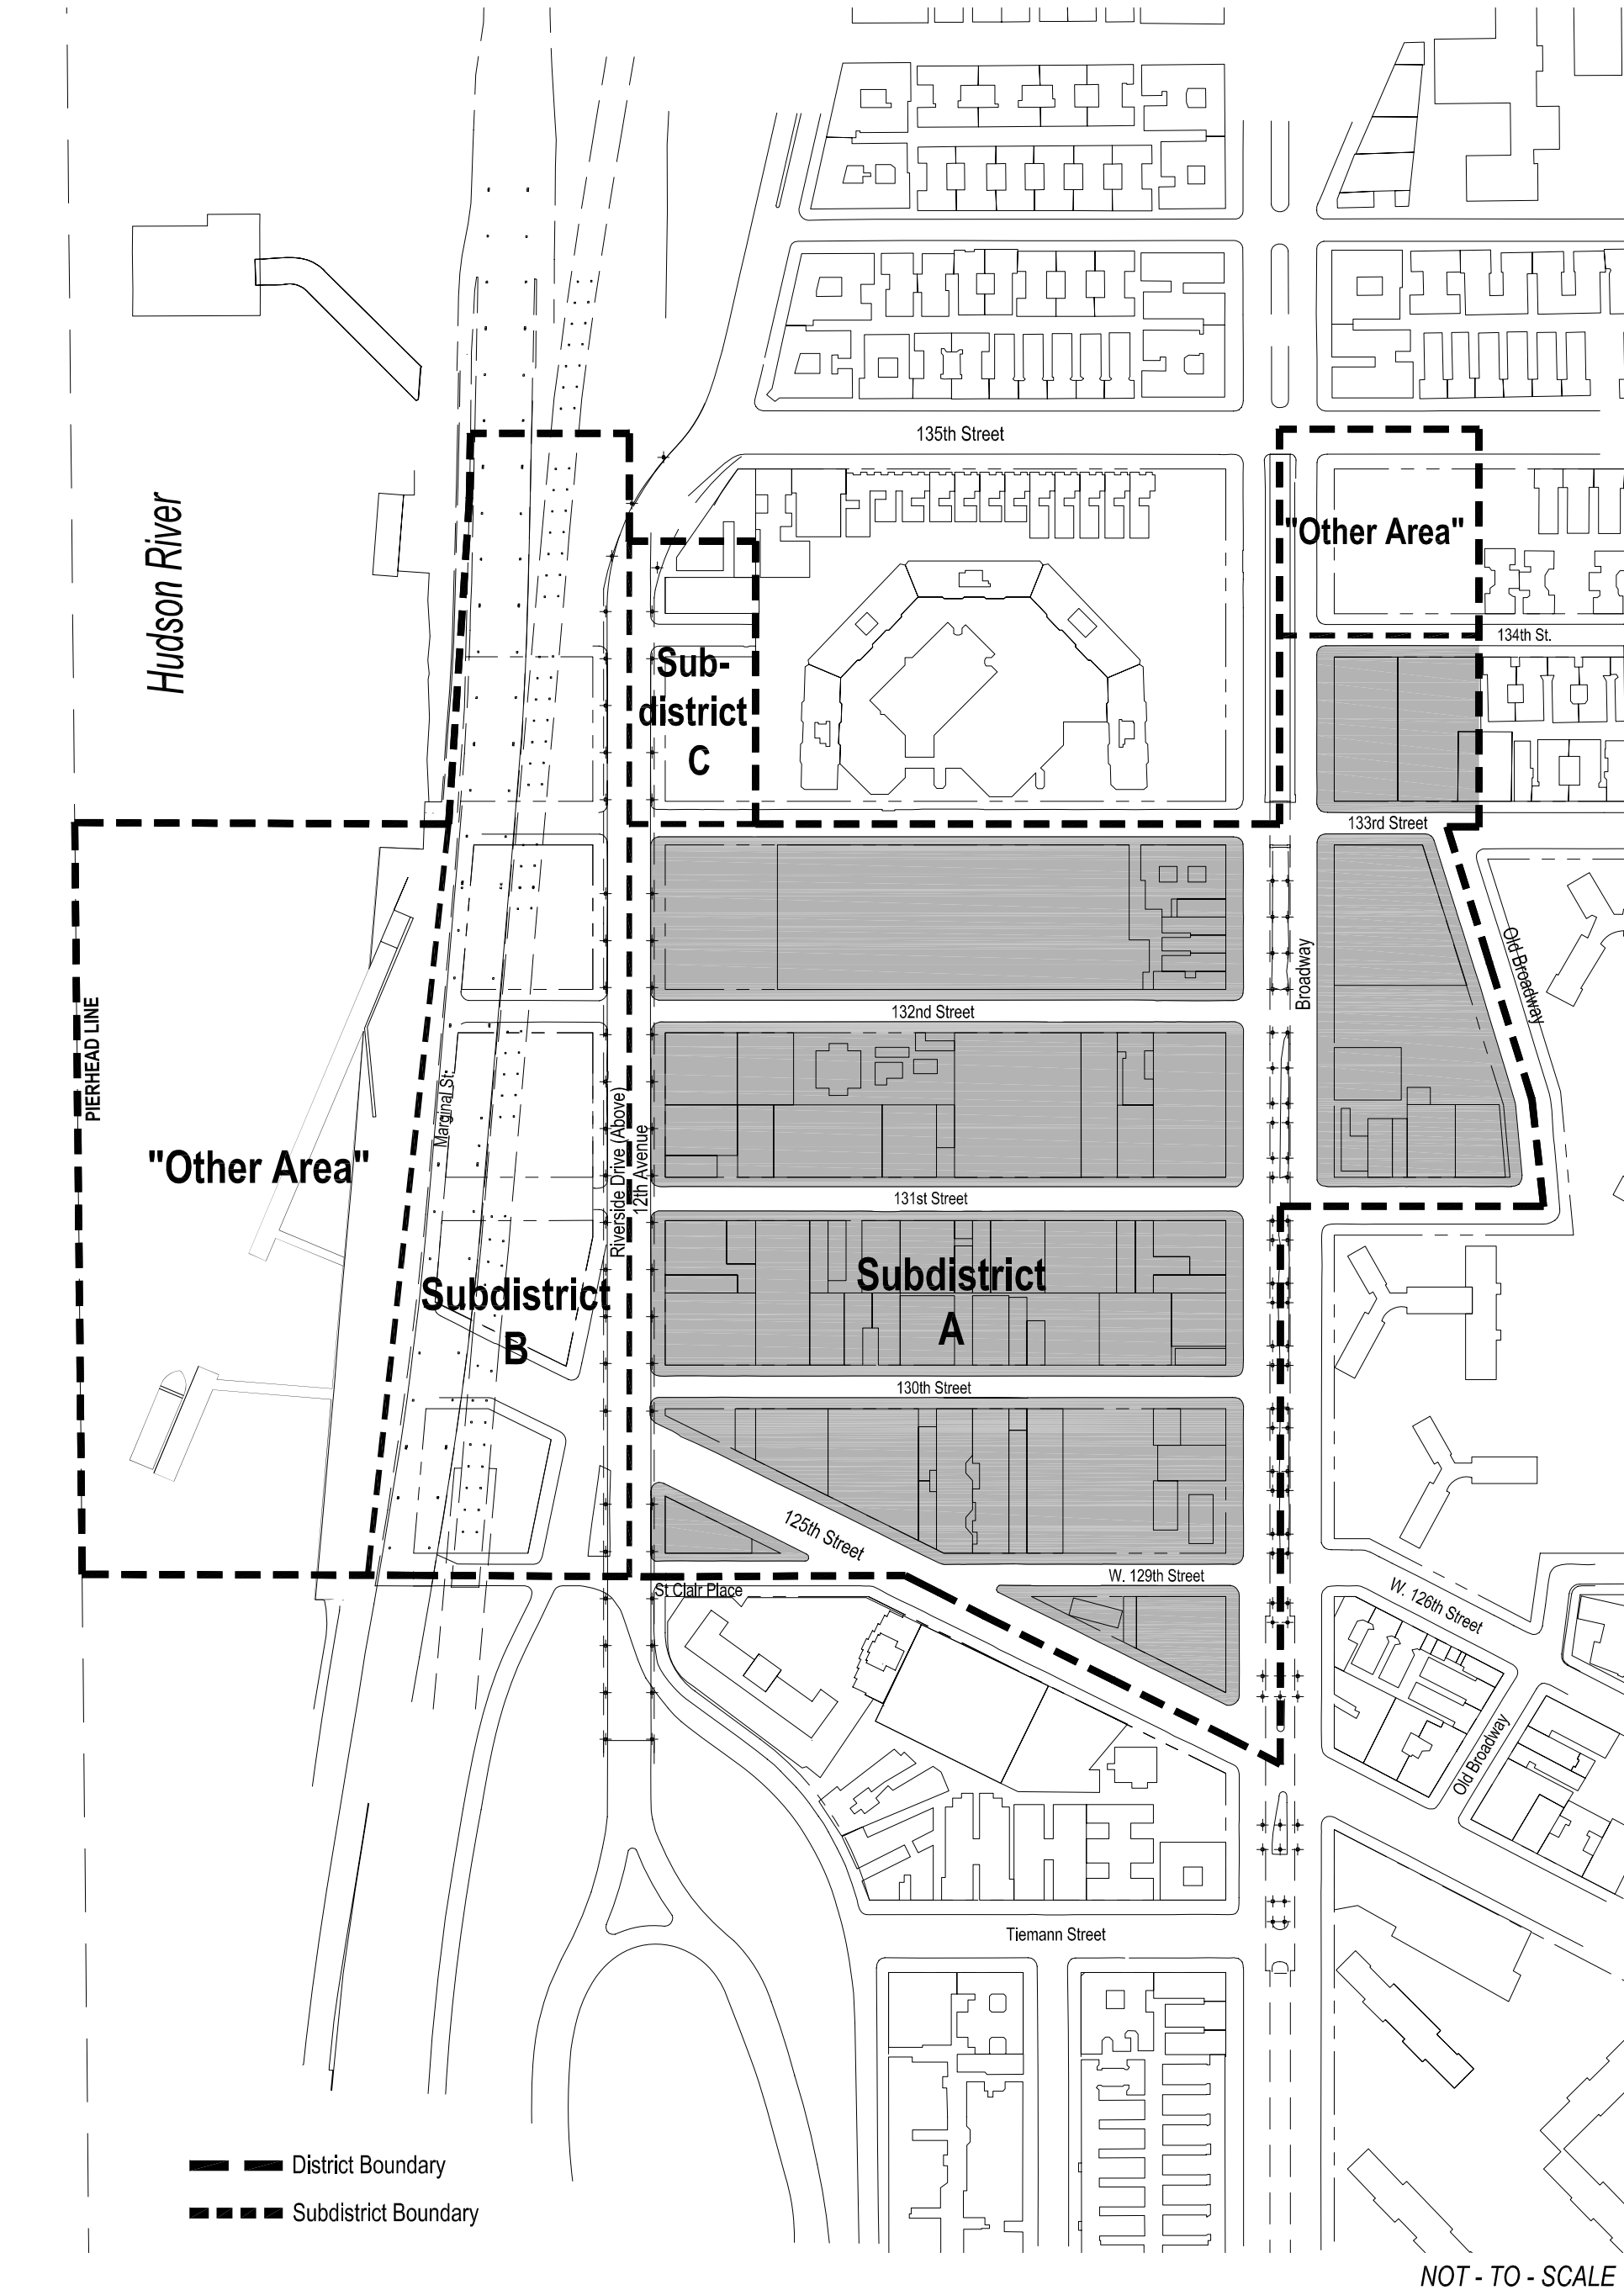 135th Street
Hudson River
"Other Area"
134th St.
Sub-
district
C
133rd Street
Old Broadway
Broadway
PIERHEAD LINE
132nd Street
Marginal St.
Riverside Drive (Above)
12th Avenue
"Other Area"
131st Street
Subdistrict
A
Subdistrict
B
130th Street
125th Street
W. 129th Street
St Clair Place
W. 126th Street
Old Broadway
Tiemann Street
District Boundary
Subdistrict Boundary
NOT - TO - SCALE